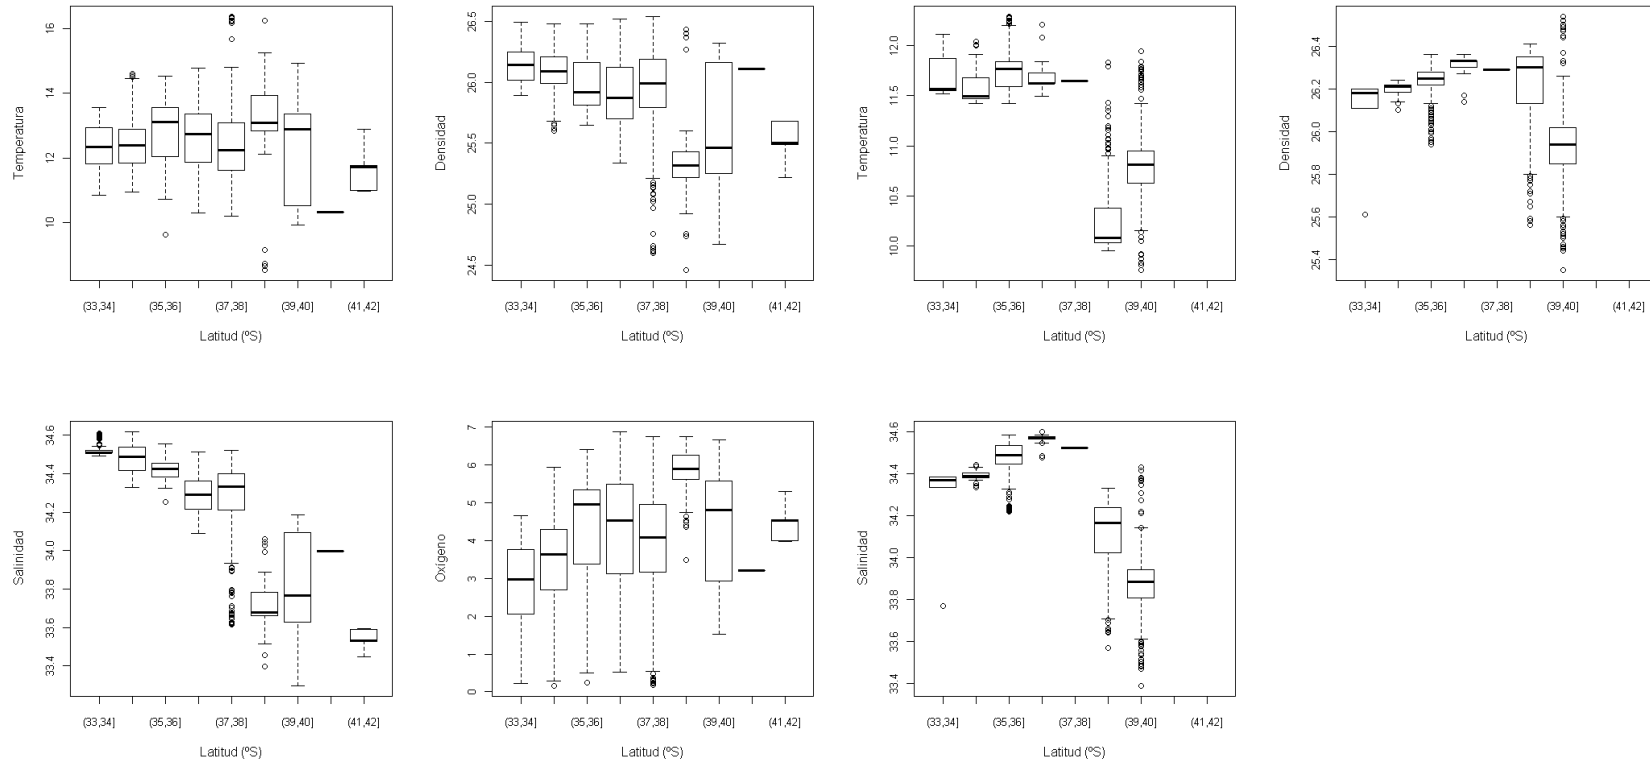 Temperatura
16
14
12
10
(33,34] (35,36] (37,38] (39,40] (41,42]
Latitud (ºS)
Densidad
26.5
26.0
25.5
25.0
24.5
(33,34] (35,36] (37,38] (39,40] (41,42]
Latitud (ºS)
Temperatura
12.0
11.5
11.0
10.5
10.0
(33,34] (35,36] (37,38] (39,40] (41,42]
Latitud (ºS)
Densidad
26.4
26.2
26.0
25.8
25.6
25.4
(33,34] (35,36] (37,38] (39,40] (41,42]
Latitud (ºS)
Salinidad
34.6
34.4
34.2
34.0
33.8
33.6
33.4
(33,34] (35,36] (37,38] (39,40] (41,42]
Latitud (ºS)
Oxígeno
7
6
5
4
3
2
1
0
(33,34] (35,36] (37,38] (39,40] (41,42]
Latitud (ºS)
Salinidad
34.6
34.4
34.2
34.0
33.8
33.6
33.4
(33,34] (35,36] (37,38] (39,40] (41,42]
Latitud (ºS)